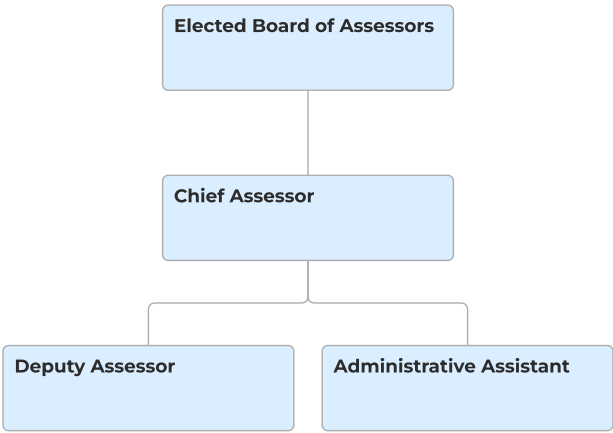 Elected Board of Assessors
Chief Assessor
Deputy Assessor
Administrative Assistant